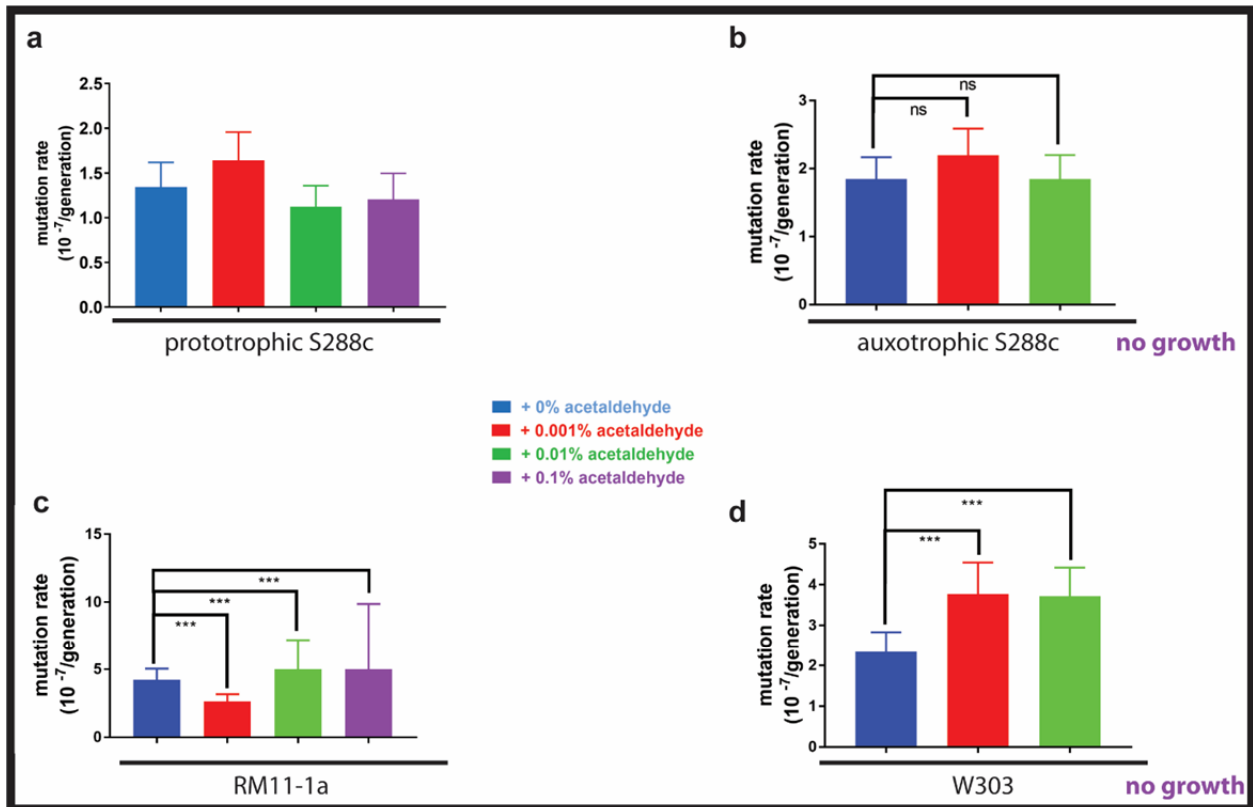 a
2.5
2.0
1.5
1.0
0.5
0.0
mutation rate
(10 -7/generation)
prototrophic S288c
b
ns
ns
3
2
1
0
mutation rate
(10 -7/generation)
auxotrophic S288c
no growth
+ 0% acetaldehyde
+ 0.001% acetaldehyde
+ 0.01% acetaldehyde
+ 0.1% acetaldehyde
c
15
10
5
0
***
***
***
mutation rate
(10 -7/generation)
RM11-1a
d
***
***
5
4
3
2
1
0
mutation rate
(10 -7/generation)
W303
no growth